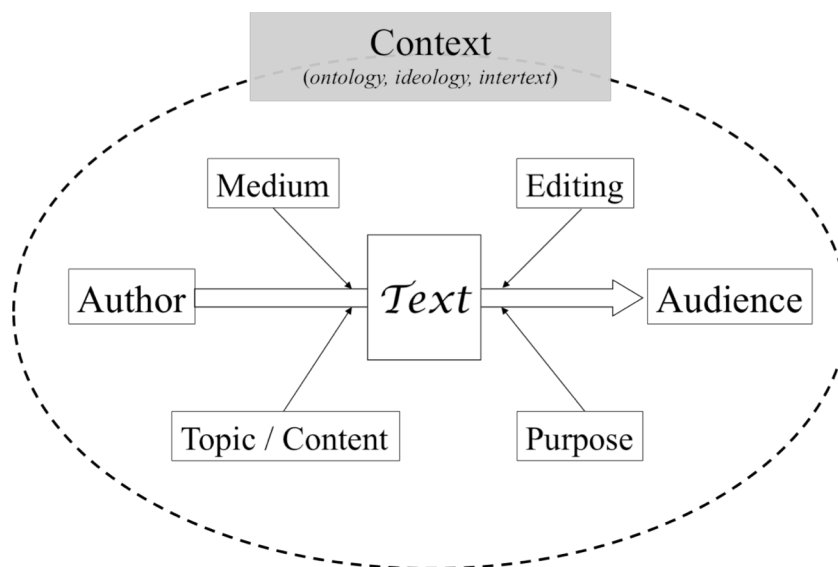 Context
(ontology, ideology, intertext)
Medium
Editing
Author
Text
Audience
Topic / Content
Purpose